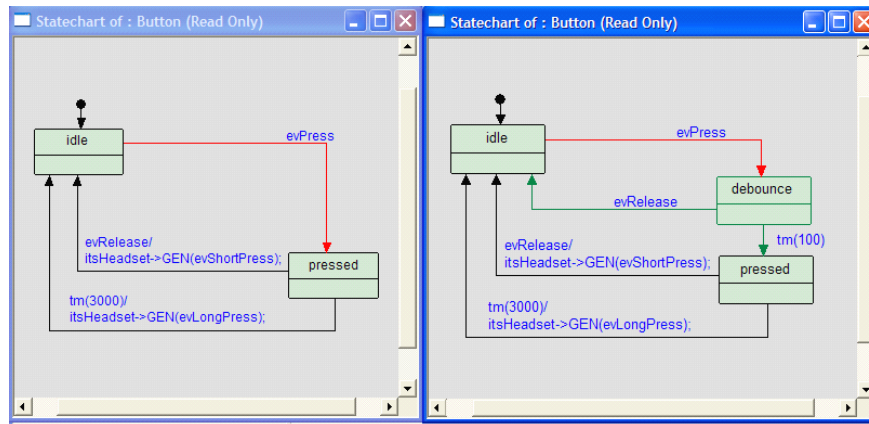 Statechart of : Button (Read Only)
idle
evPress
evRelease/
itsHeadset->GEN(evShortPress);
pressed
tm(3000)/
itsHeadset->GEN(evLongPress);
Statechart of : Button (Read Only)
idle
evPress
debounce
evRelease
tm(100)
evRelease/
itsHeadset->GEN(evShortPress);
pressed
tm(3000)/
itsHeadset->GEN(evLongPress);